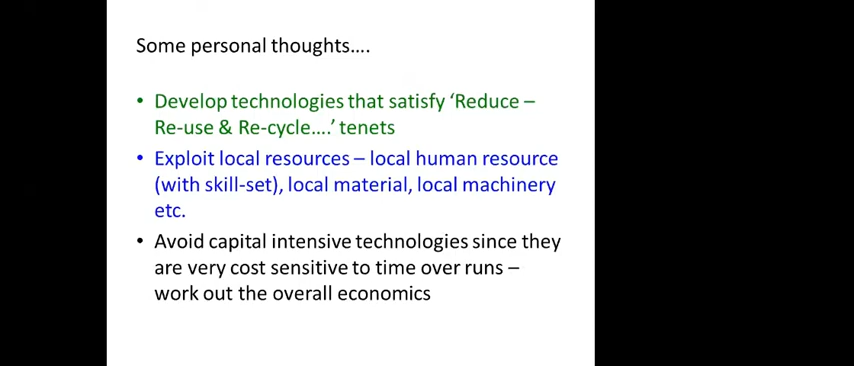 Some personal thoughts....
• Develop technologies that satisfy ‘Reduce –
Re-use & Re-cycle....’ tenets
• Exploit local resources – local human resource
(with skill-set), local material, local machinery
etc.
• Avoid capital intensive technologies since they
are very cost sensitive to time over runs –
work out the overall economics